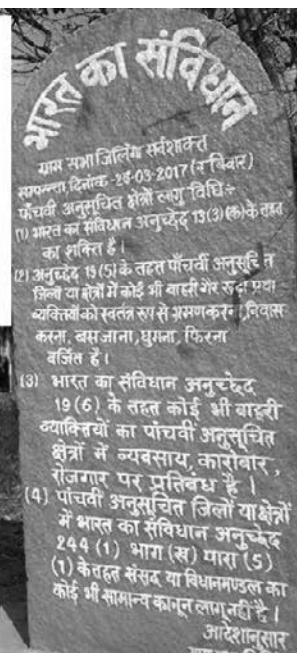 भारत का संविधान
ग्राम सभा जिलिंगा सर्वशक्ति
सम्पन्नता दिनांक -26-03-2017 (रविवार)
पाँचवी अनुसूचित क्षेत्रों लागु विधि ÷
(1) भारत का संविधान अनुच्छेद 13(3)(क) के तहत
का शक्ति है।
(2) अनुच्छेद 19(5) के तहत पाँचवी अनुसूचित
जिलों या क्षेत्रों में कोई भी बाहरी गैर रूढ़ी प्रथा
व्यक्तियों को स्वतंत्र रूप से भ्रमण करना, निवास
करना, बस जाना, घुमना, फिरना
वर्जित है।
(3) भारत का संविधान अनुच्छेद
19(6) के तहत कोई भी बाहरी
व्यक्तियों का पांचवीं अनुसूचित
क्षेत्रों में व्यवसाय, कारोबार,
रोजगार पर प्रतिबंध है।
(4) पांचवीं अनुसूचित जिलों या क्षेत्रों
में भारत का संविधान अनुच्छेद
244 (1) भाग (ख) पारा (5)
(1) के तहत संसद या विधानमण्डल का
कोई भी सामान्य कानून लागु नहीं है।
आदेशानुसार